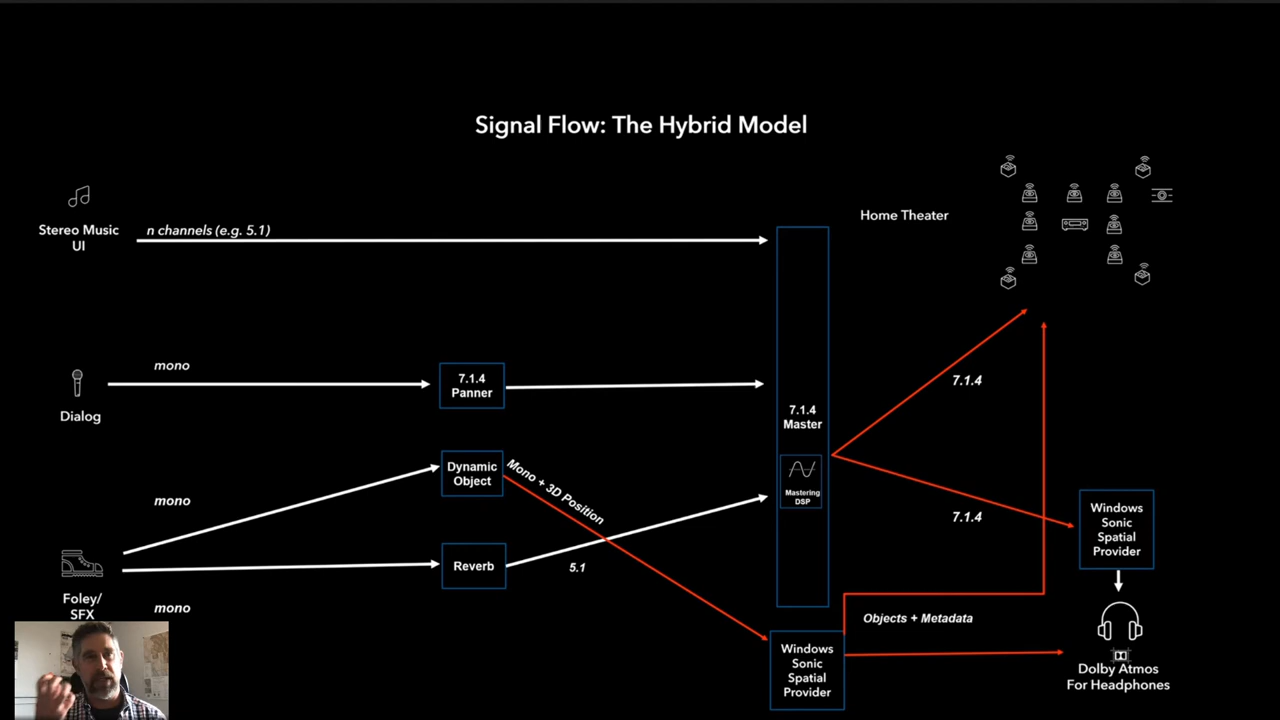 Signal Flow: The Hybrid Model
Stereo Music
UI
n channels (e.g. 5.1)
Home Theater
mono
Dialog
7.1.4
Panner
7.1.4
Master
Mastering
DSP
7.1.4
mono
Dynamic
Object
Mono + 3D Position
7.1.4
Windows
Sonic
Spatial
Provider
Reverb
5.1
Foley/
SFX
mono
Objects + Metadata
Windows
Sonic
Spatial
Provider
Dolby Atmos
For Headphones